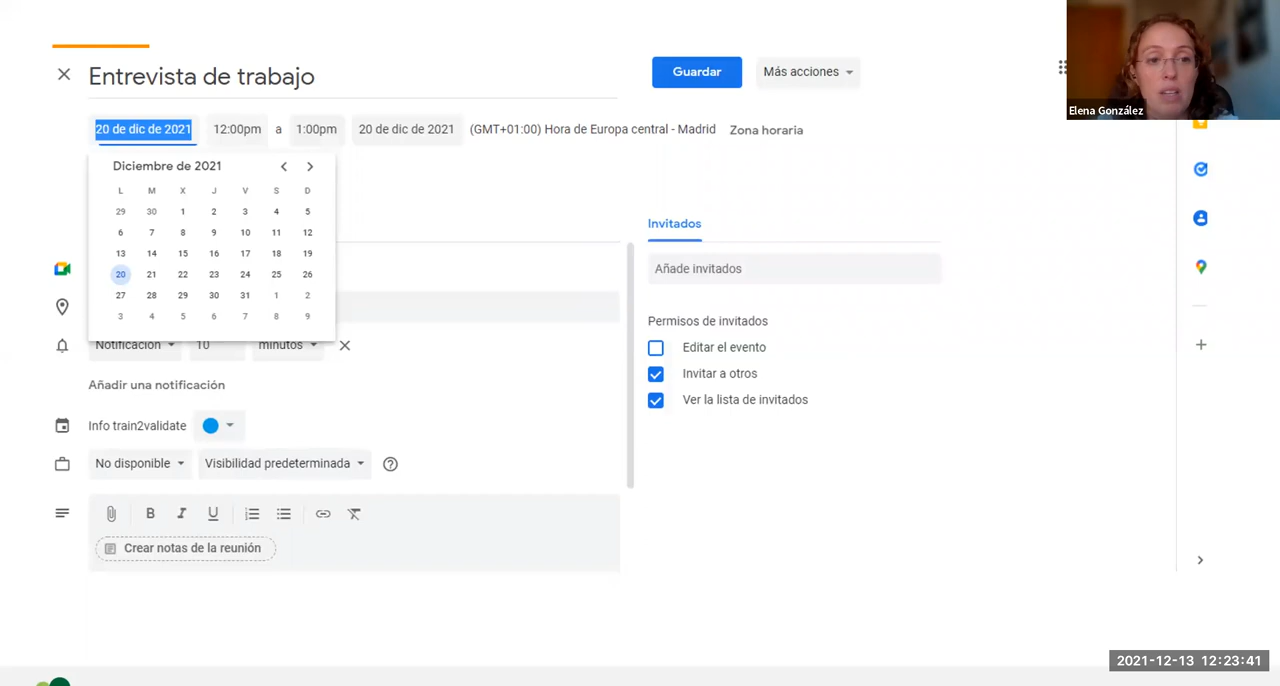 Entrevista de trabajo
Guardar
Más acciones
Elena González
20 de dic de 2021 12:00pm a 1:00pm 20 de dic de 2021 (GMT+01:00) Hora de Europa central - Madrid Zona horaria
Diciembre de 2021
L M X J V S D
29 30 1 2 3 4 5
6 7 8 9 10 11 12
13 14 15 16 17 18 19
20 21 22 23 24 25 26
27 28 29 30 31 1 2
3 4 5 6 7 8 9
Notificación 10 minutos
Añadir una notificación
Info train2validate
No disponible Visibilidad predeterminada
B I U
Crear notas de la reunión
Invitados
Añade invitados
Permisos de invitados
Editar el evento
Invitar a otros
Ver la lista de invitados
2021-12-13 12:23:41